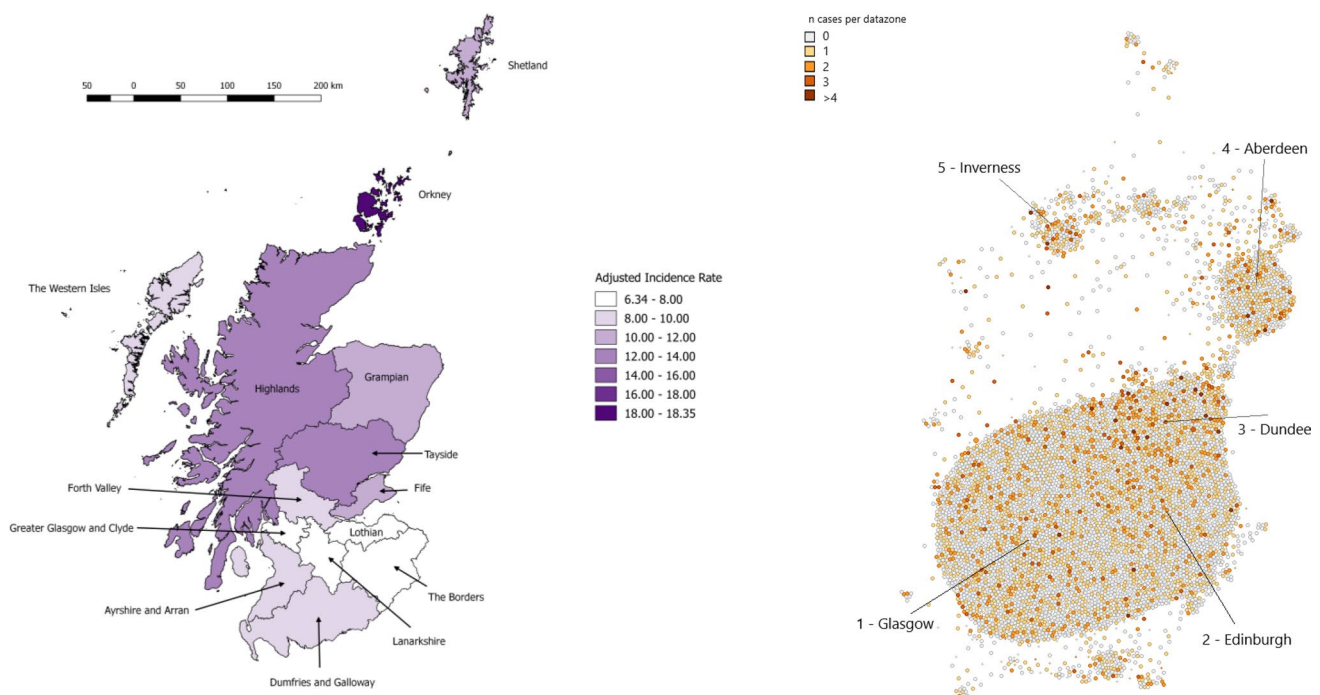 50 0 50 100 150 200 km
Shetland
Orkney
The Western Isles
Highlands
Grampian
Tayside
Forth Valley
Fife
Greater Glasgow and Clyde
Lothian
The Borders
Ayrshire and Arran
Lanarkshire
Dumfries and Galloway
Adjusted Incidence Rate
6.34 - 8.00
8.00 - 10.00
10.00 - 12.00
12.00 - 14.00
14.00 - 16.00
16.00 - 18.00
18.00 - 18.35
n cases per datazone
0
1
2
3
>4
4 - Aberdeen
5 - Inverness
3 - Dundee
1 - Glasgow
2 - Edinburgh